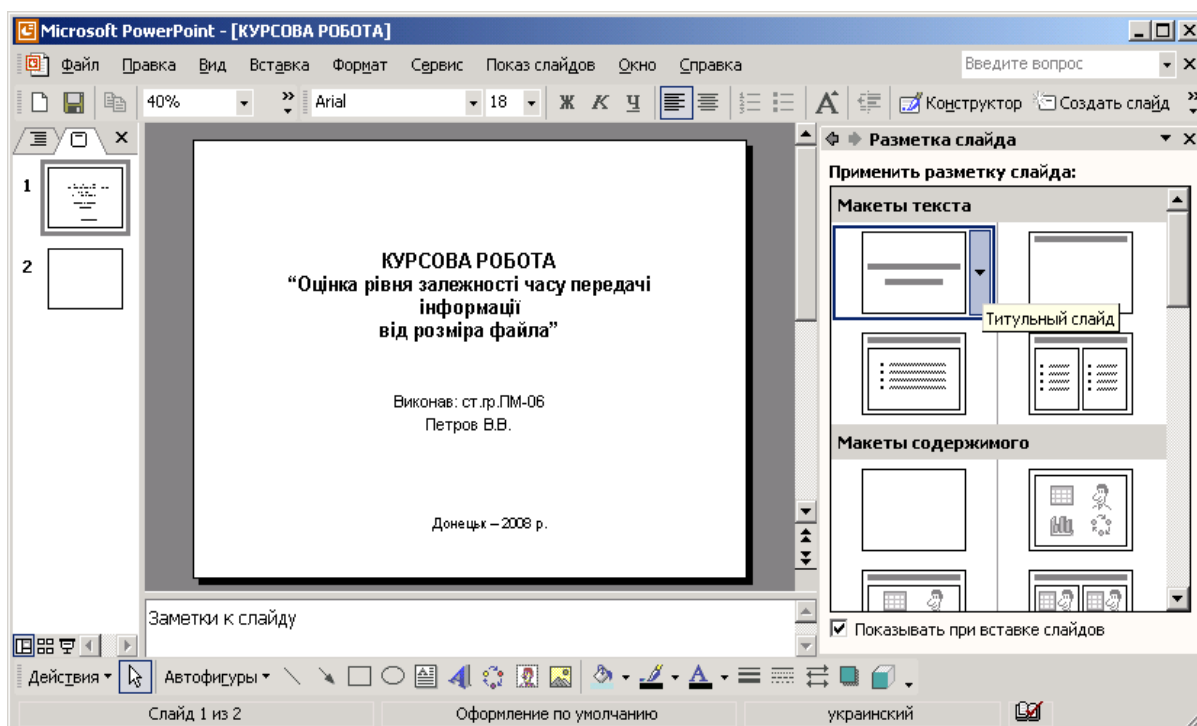 Microsoft PowerPoint - [КУРСОВА РОБОТА]
Файл Правка Вид Вставка Формат Сервис Показ слайдов Окно Справка Введите вопрос
40% Arial 18 Ж К Ч Конструктор Создать слайд
Разметка слайда
Применить разметку слайда:
Макеты текста
Титульный слайд
Макеты содержимого
Показывать при вставке слайдов
1
2
КУРСОВА РОБОТА
“Оцінка рівня залежності часу передачі
інформації
від розміра файла”
Виконав: ст.гр.ПМ-06
Петров В.В.
Донецьк – 2008 р.
Заметки к слайду
Действия Автофигуры
Слайд 1 из 2 Оформление по умолчанию украинский